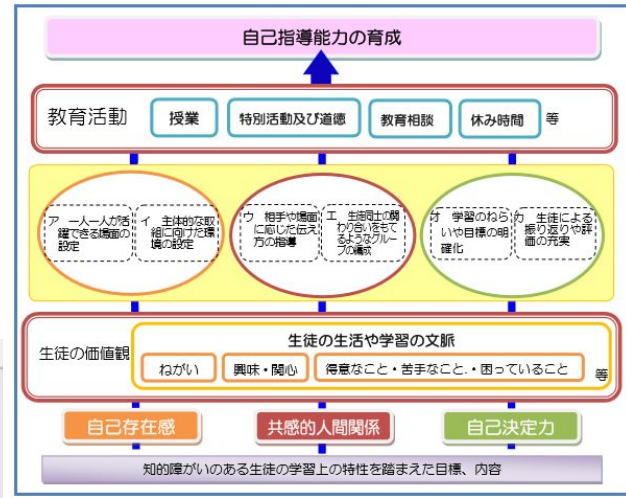 自己指導能力の育成
教育活動
授業
特別活動及び道徳
教育相談
休み時間
等
ア 一人一人が活
躍できる場面の
設定
イ 主体的な取
組に向けた環
境の設定
ウ 相手や場面
に応じた伝え
方の指導
エ 生徒同士の関
わり合いをもて
るようなグルー
プの編成
オ 学習のねら
いや目標の明
確化
カ 生徒による
振り返りや評
価の充実
生徒の価値観
生徒の生活や学習の文脈
ねがい
興味・関心
得意なこと・苦手なこと.・困っていること
等
自己存在感
共感的人間関係
自己決定力
知的障がいのある生徒の学習上の特性を踏まえた目標、内容